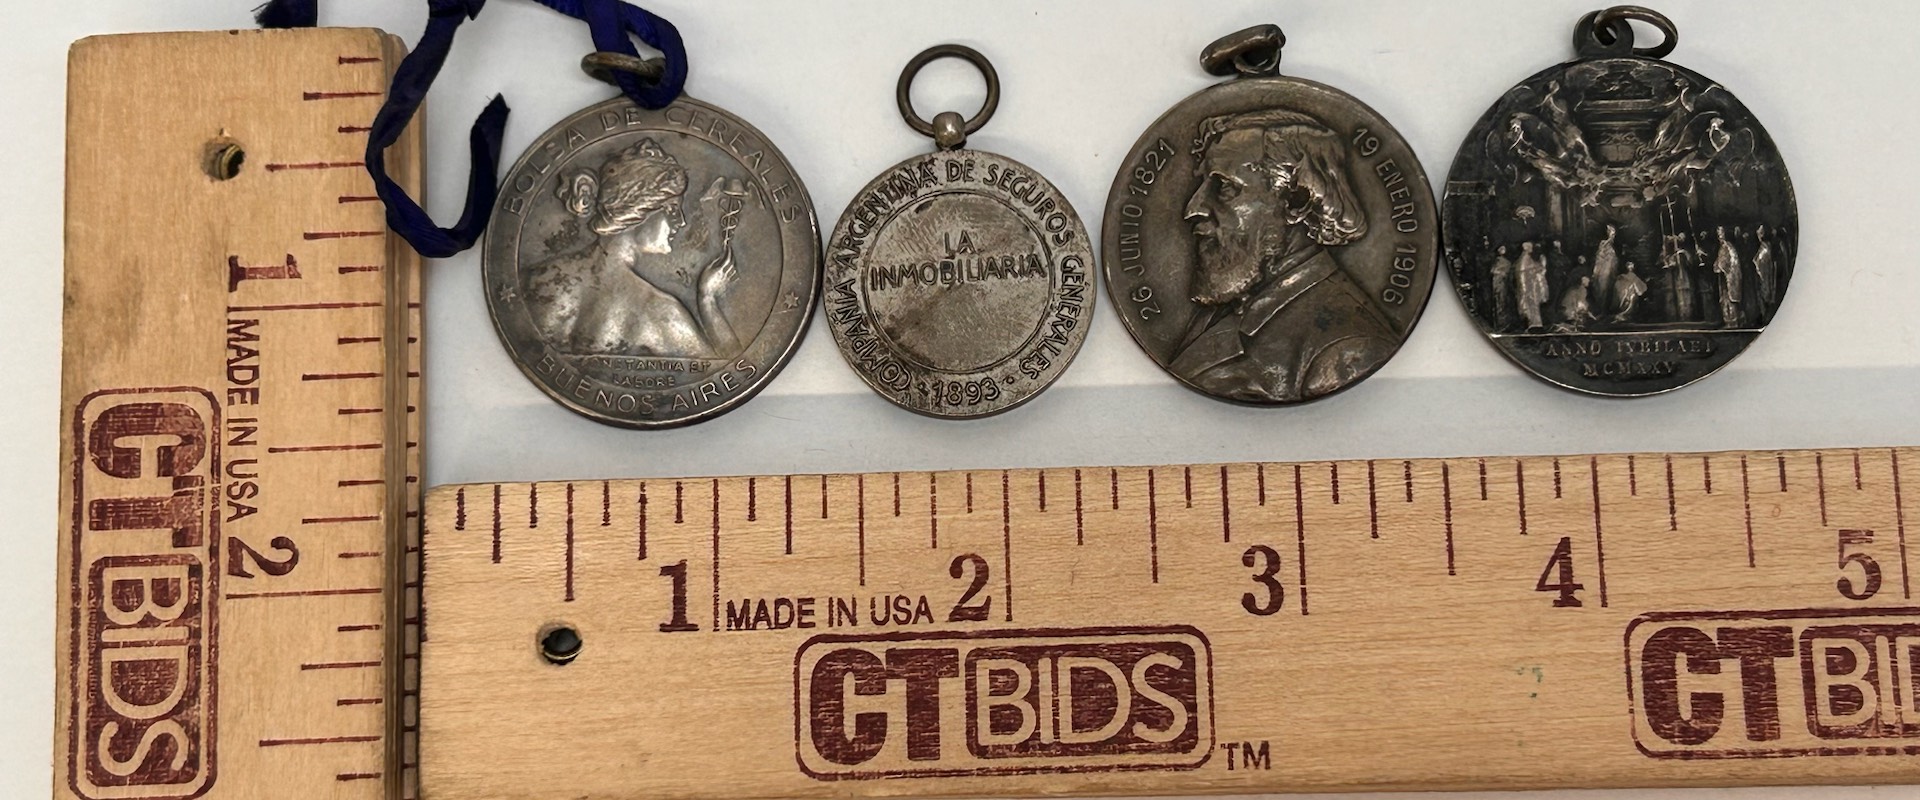 BOLSA DE CEREALES
CONSTANTIA ET
LABORE
BUENOS AIRES
COMPAÑIA ARGENTINA DE SEGUROS GENERALES
LA
INMOBILIARIA
·1893·
26 JUNIO 1821
19 ENERO 1906
ANNO IVBILAEI
MCMXXV
1
MADE IN USA
2
CTBIDS
1
MADE IN USA
2
3
4
5
CTBIDS
TM
CTBID